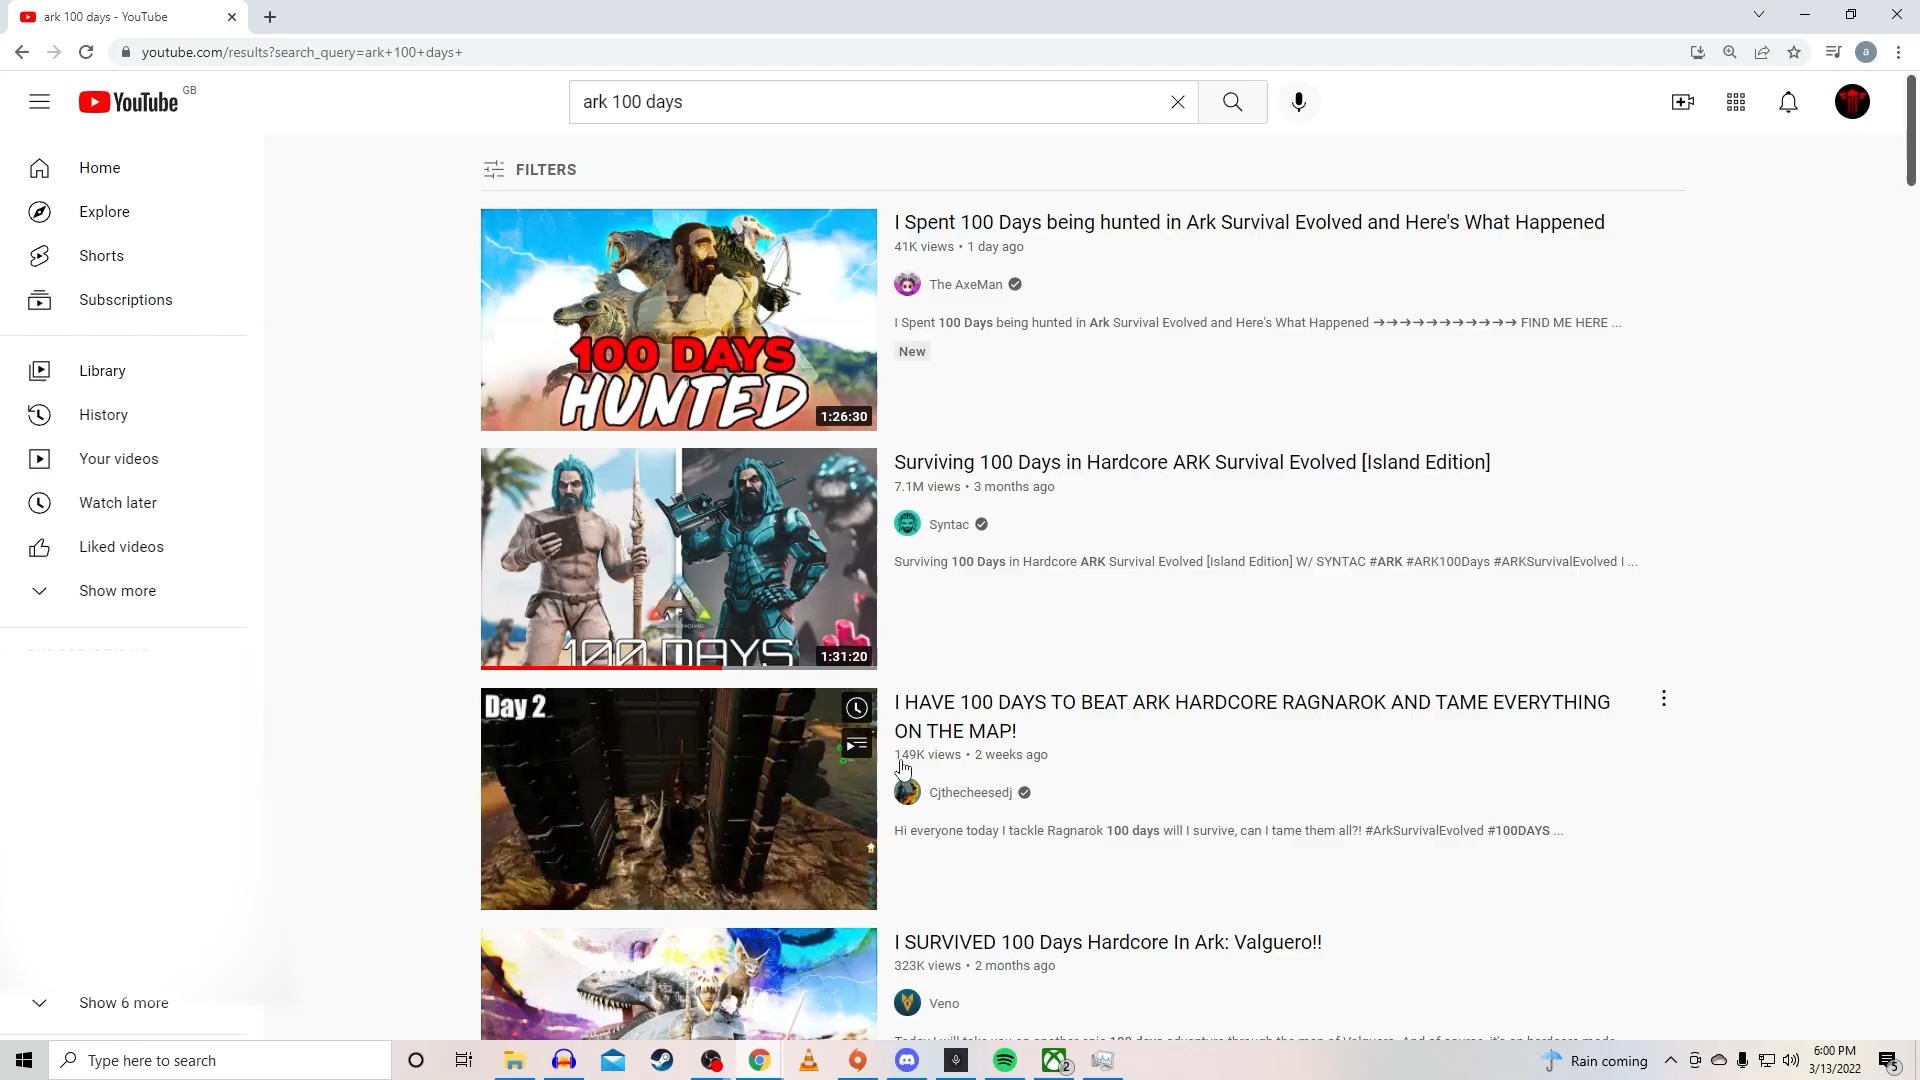 ark 100 days - YouTube
youtube.com/results?search_query=ark+100+days+
a
YouTube GB
ark 100 days
Home
Explore
Shorts
Subscriptions
Library
History
Your videos
Watch later
Liked videos
Show more
Show 6 more
FILTERS
100 DAYS
HUNTED
1:26:30
I Spent 100 Days being hunted in Ark Survival Evolved and Here's What Happened
41K views • 1 day ago
The AxeMan
I Spent 100 Days being hunted in Ark Survival Evolved and Here's What Happened →→→→→→→→→→→ FIND ME HERE ...
New
100 DAYS
1:31:20
Surviving 100 Days in Hardcore ARK Survival Evolved [Island Edition]
7.1M views • 3 months ago
Syntac
Surviving 100 Days in Hardcore ARK Survival Evolved [Island Edition] W/ SYNTAC #ARK #ARK100Days #ARKSurvivalEvolved I ...
Day 2
I HAVE 100 DAYS TO BEAT ARK HARDCORE RAGNAROK AND TAME EVERYTHING
ON THE MAP!
149K views • 2 weeks ago
Cjthecheesedj
Hi everyone today I tackle Ragnarok 100 days will I survive, can I tame them all?! #ArkSurvivalEvolved #100DAYS ...
I SURVIVED 100 Days Hardcore In Ark: Valguero!!
323K views • 2 months ago
Veno
Type here to search
2
Rain coming
6:00 PM
3/13/2022
5